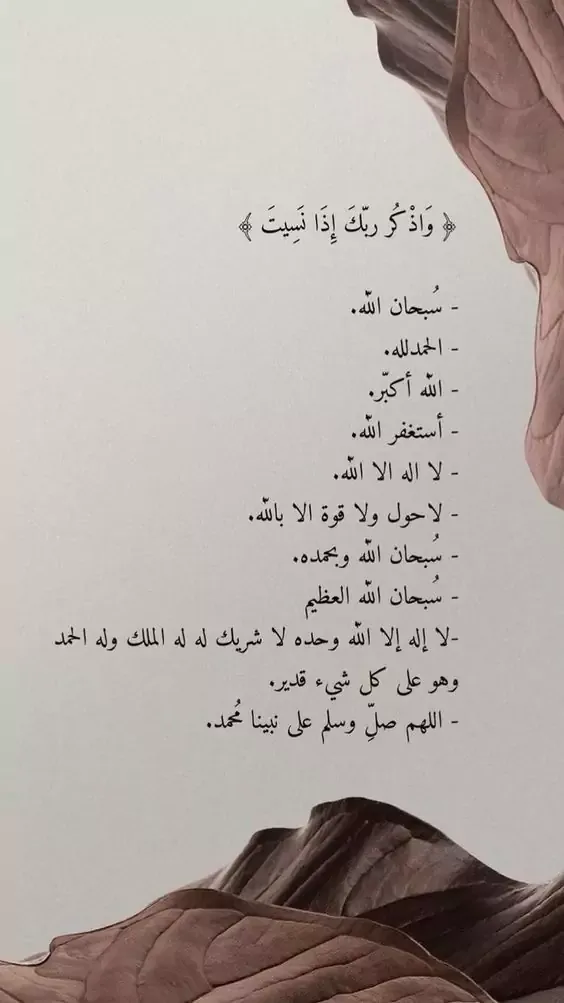 ﴿ وَاذْكُر ربّكَ إِذَا نَسِيتَ ﴾
- سُبحان الله.
- الحمدلله.
- الله أكبّر.
- أستغفر الله.
- لا اله الا الله.
- لاحول ولا قوة الا بالله.
- سُبحان الله وبحمده.
- سُبحان الله العظيم
-لا إله إلا الله وحده لا شريك له له الملك وله الحمد
وهو على كل شيء قدير.
- اللهم صلِّ وسلم على نبينا مُحمد.